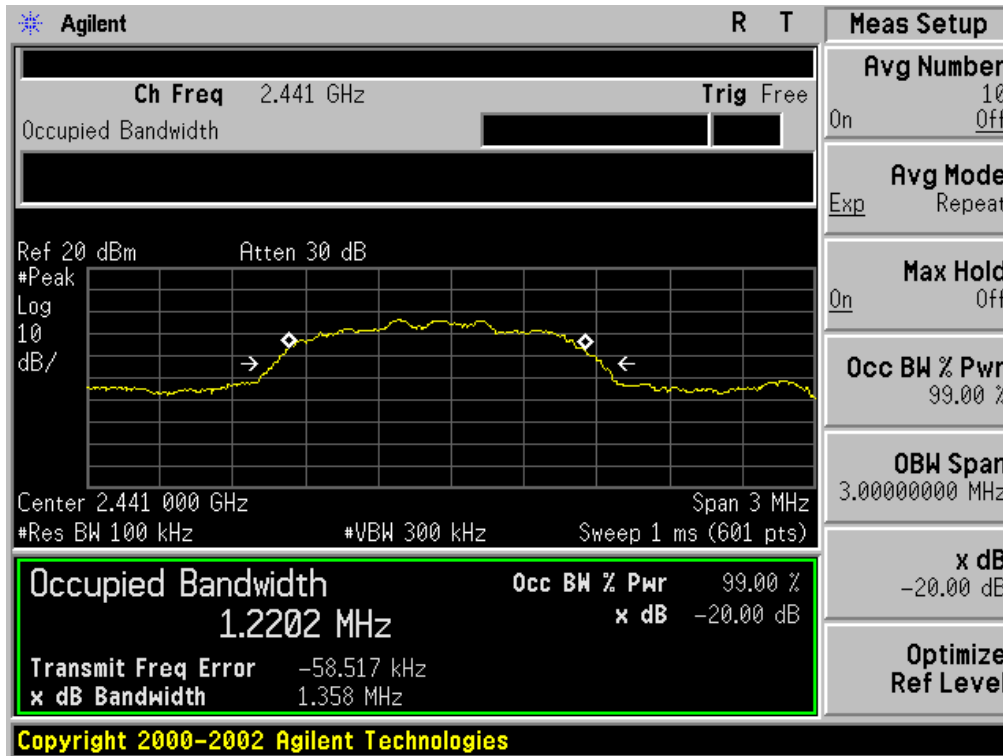 Agilent R T
Ch Freq 2.441 GHz Trig Free
Occupied Bandwidth
Ref 20 dBm Atten 30 dB
#Peak
Log
10
dB/
Center 2.441 000 GHz Span 3 MHz
#Res BW 100 kHz #VBW 300 kHz Sweep 1 ms (601 pts)
Occupied Bandwidth Occ BW % Pwr 99.00 %
1.2202 MHz x dB -20.00 dB
Transmit Freq Error -58.517 kHz
x dB Bandwidth 1.358 MHz
Copyright 2000-2002 Agilent Technologies
Meas Setup
Avg Number
10
On Off
Avg Mode
Exp Repeat
Max Hold
On Off
Occ BW % Pwr
99.00 %
OBW Span
3.00000000 MHz
x dB
-20.00 dB
Optimize
Ref Level